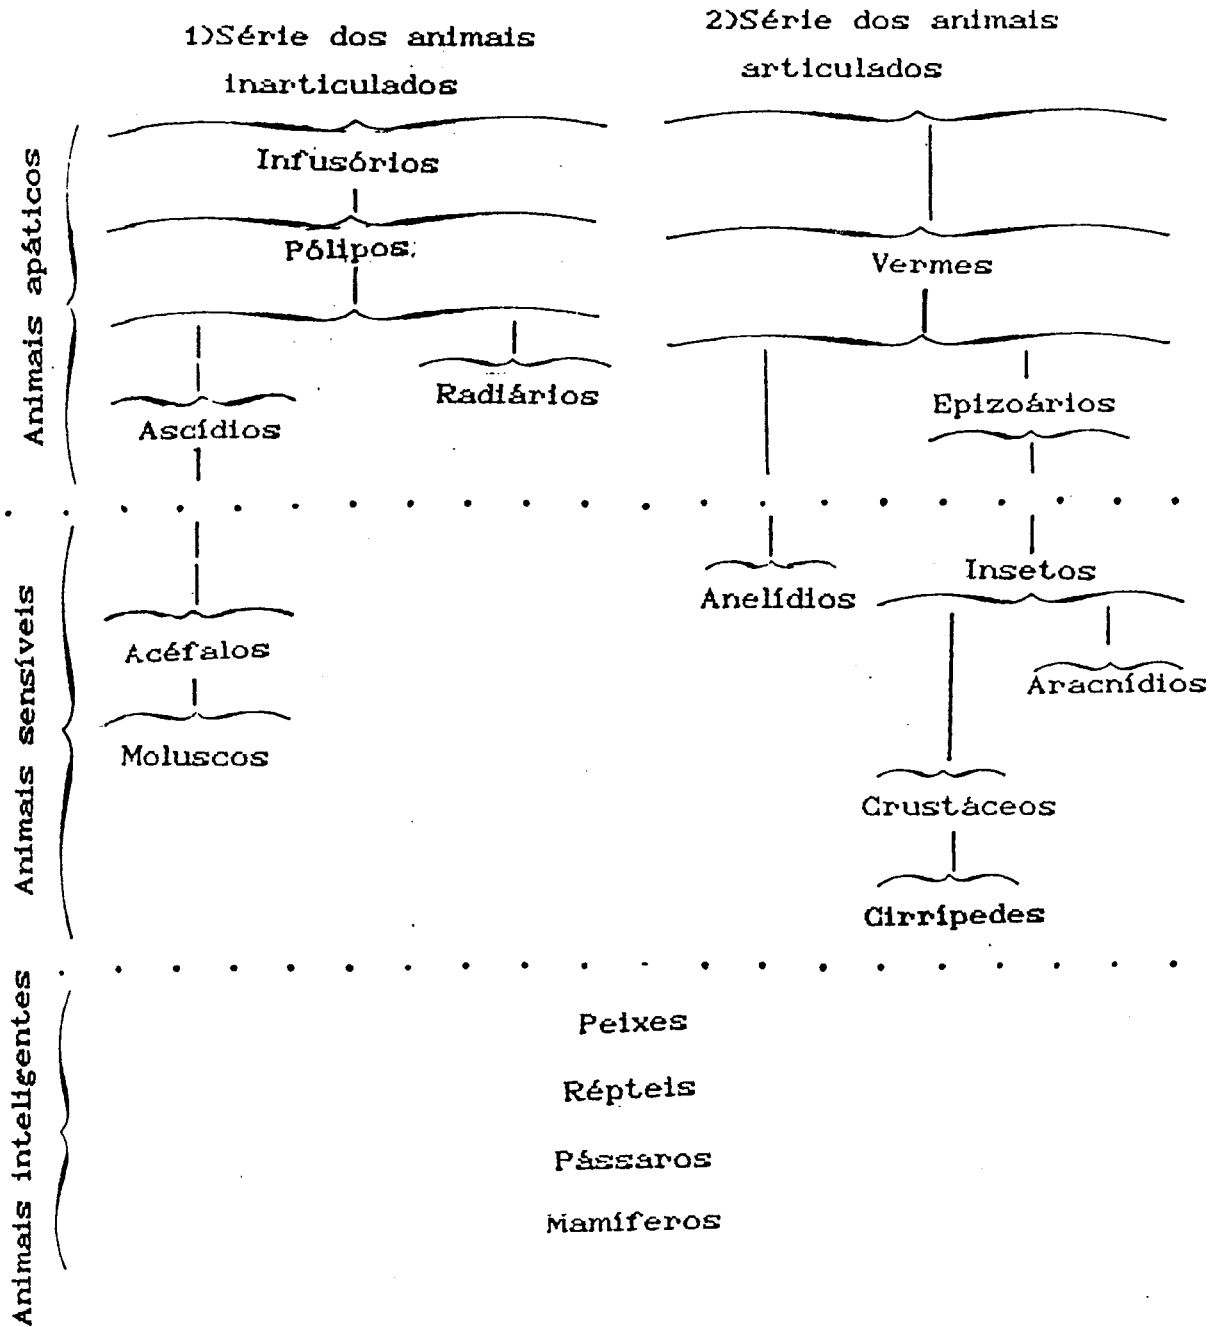 1)Série dos animais
inarticulados
2)Série dos animais
articulados
Animais apáticos
Infusórios
Pólipos
Vermes
Radiários
Ascídios
Epizoários
Animais sensíveis
Anelídios
Insetos
Acéfalos
Aracnídios
Moluscos
Crustáceos
Cirrípedes
Animais inteligentes
Peixes
Répteis
Pássaros
Mamíferos